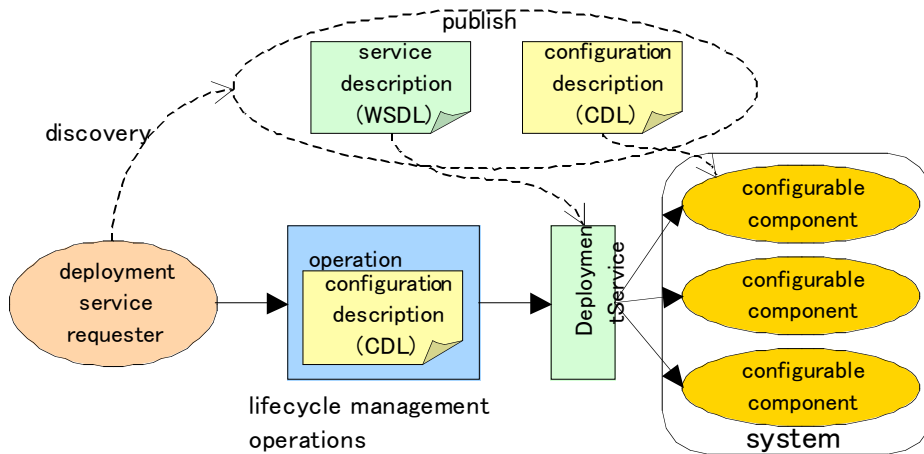 publish
service
description
(WSDL)
configuration
description
(CDL)
discovery
deployment
service
requester
operation
configuration
description
(CDL)
lifecycle management
operations
Deploymen
tService
configurable
component
configurable
component
configurable
component
system